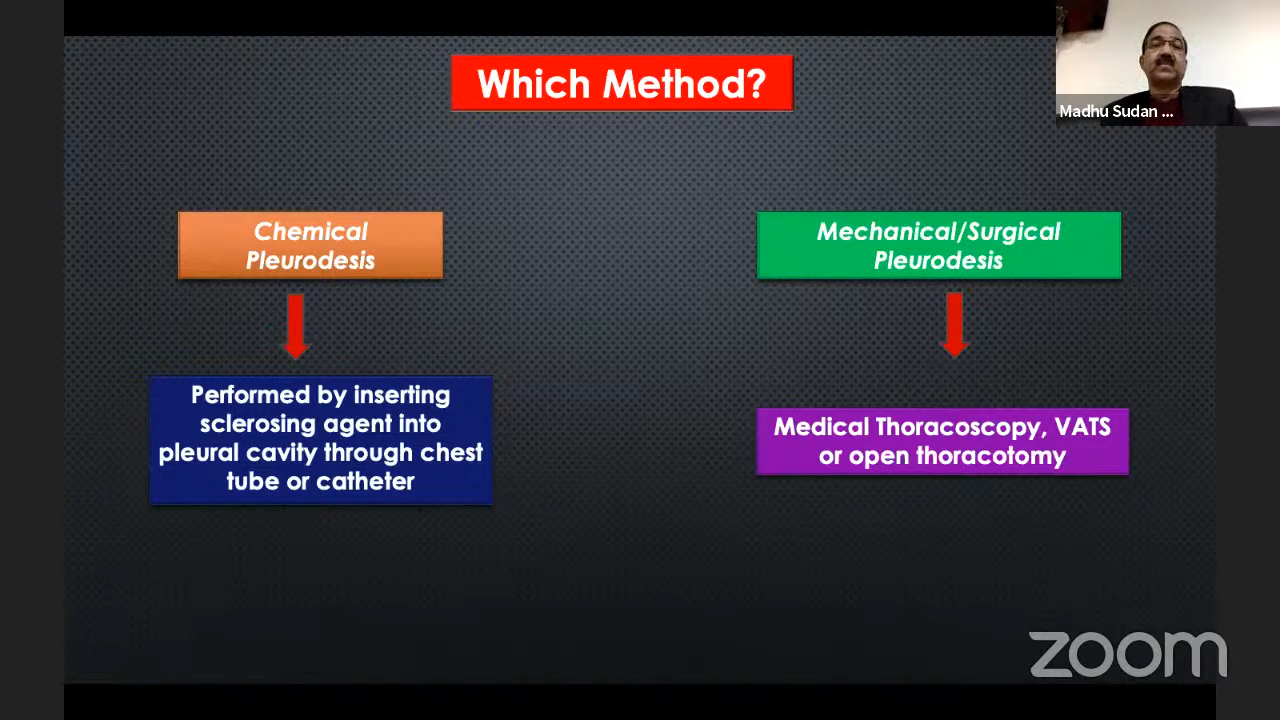 Which Method?
Madhu Sudan ...
Chemical
Pleurodesis
Mechanical/Surgical
Pleurodesis
Performed by inserting
sclerosing agent into
pleural cavity through chest
tube or catheter
Medical Thoracoscopy, VATS
or open thoracotomy
zoom